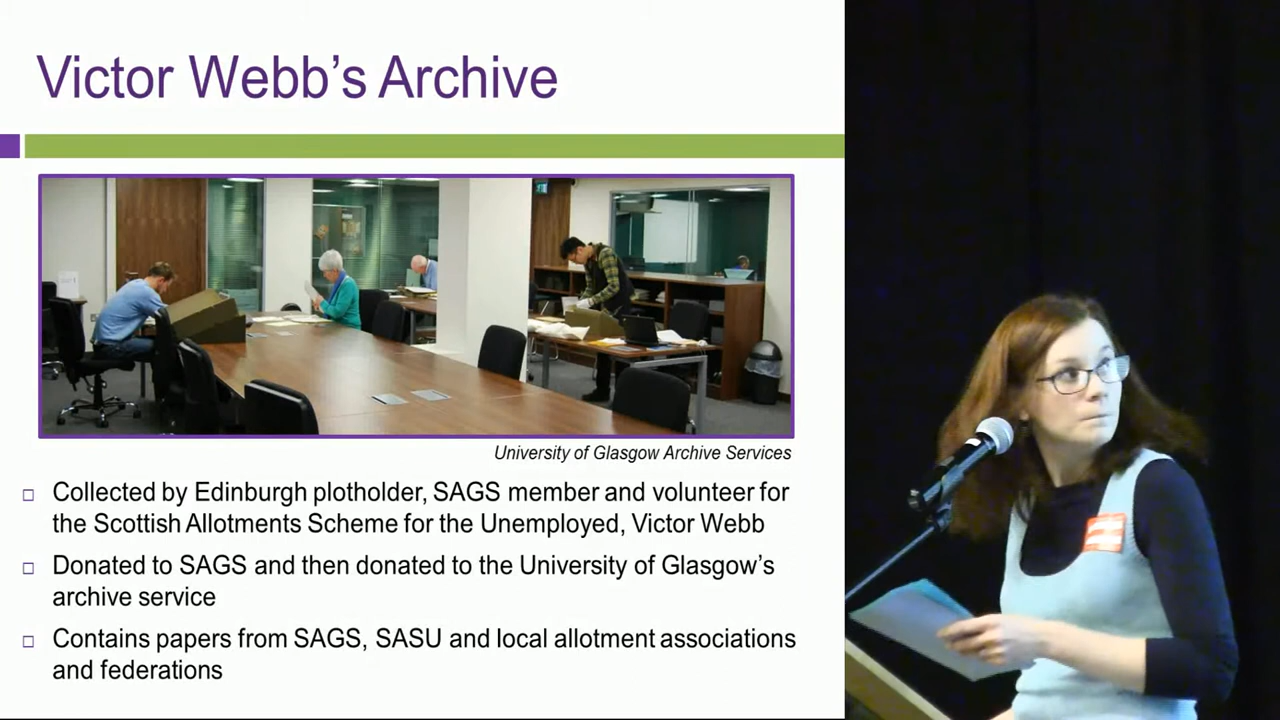 Victor Webb's Archive
University of Glasgow Archive Services
Collected by Edinburgh plotholder, SAGS member and volunteer for
the Scottish Allotments Scheme for the Unemployed, Victor Webb
Donated to SAGS and then donated to the University of Glasgow's
archive service
Contains papers from SAGS, SASU and local allotment associations
and federations